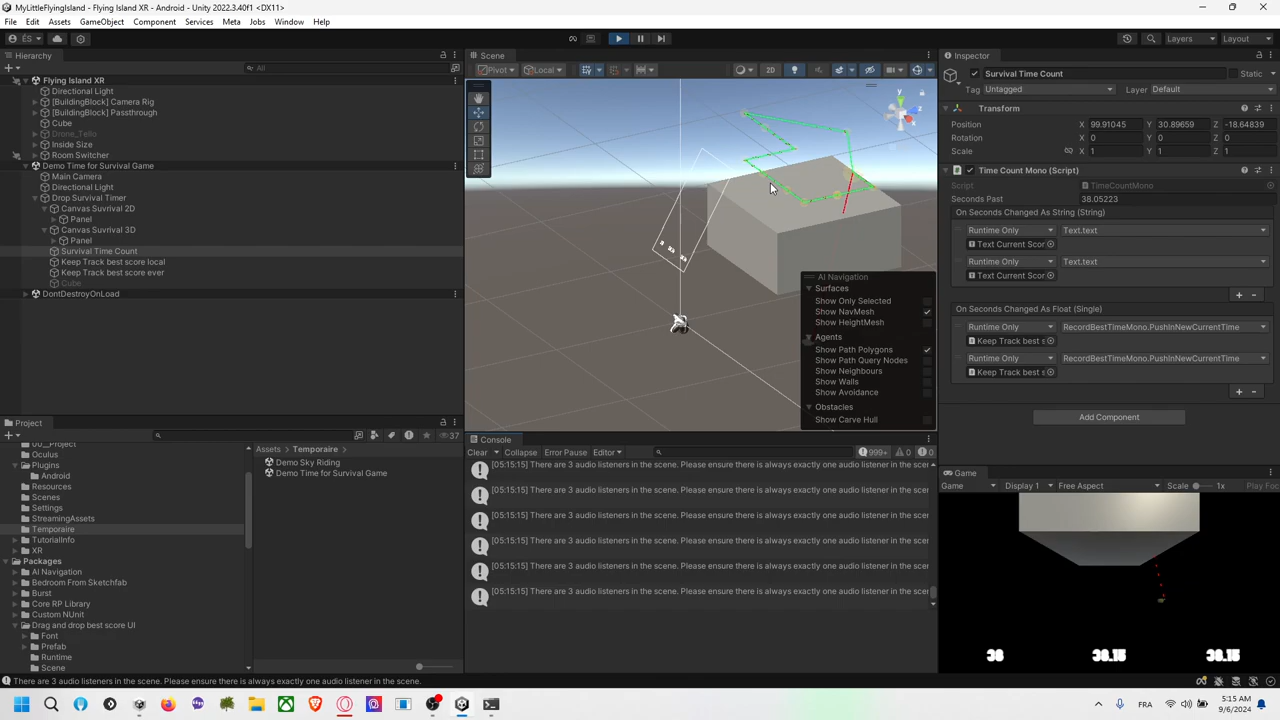 MyLittleFlyingIsland - Flying Island XR - Android - Unity 2022.3.40f1 <DX11>
File Edit Assets GameObject Component Services Meta Jobs Window Help
ÉS
Layers Layout
Hierarchy
All
Flying Island XR
Directional Light
[BuildingBlock] Camera Rig
[BuildingBlock] Passthrough
Cube
Drone_Tello
Inside Size
Room Switcher
Demo Time for Survival Game
Main Camera
Directional Light
Drop Survival Timer
Canvas Suvrival 2D
Panel
Canvas Suvrival 3D
Panel
Survival Time Count
Keep Track best score local
Keep Track best score ever
Cube
DontDestroyOnLoad
Scene
Pivot Local
2D
y
AI Navigation
Surfaces
Show Only Selected
Show NavMesh
Show HeightMesh
Agents
Show Path Polygons
Show Path Query Nodes
Show Neighbours
Show Walls
Show Avoidance
Obstacles
Show Carve Hull
Inspector
Survival Time Count
Static
Tag Untagged Layer Default
Transform
Position X 99.91045 Y 30.89659 Z -18.64839
Rotation X 0 Y 0 Z 0
Scale X 1 Y 1 Z 1
Time Count Mono (Script)
Script TimeCountMono
Seconds Past 38.05223
On Seconds Changed As String (String)
Runtime Only Text.text
Text Current Scor
Runtime Only Text.text
Text Current Scor
On Seconds Changed As Float (Single)
Runtime Only RecordBestTimeMono.PushInNewCurrentTime
Keep Track best s
Runtime Only RecordBestTimeMono.PushInNewCurrentTime
Keep Track best s
Add Component
Project
37
Oculus
Plugins
Android
Resources
Scenes
Settings
StreamingAssets
Temporaire
TutorialInfo
XR
Packages
AI Navigation
Bedroom From Sketchfab
Burst
Core RP Library
Custom NUnit
Drag and drop best score UI
Font
Prefab
Runtime
Scene
Assets > Temporaire >
Demo Sky Riding
Demo Time for Survival Game
Console
Clear Collapse Error Pause Editor
999+ 0 0
[05:15:15] There are 3 audio listeners in the scene. Please ensure there is always exactly one audio listener in the scen
[05:15:15] There are 3 audio listeners in the scene. Please ensure there is always exactly one audio listener in the scen
[05:15:15] There are 3 audio listeners in the scene. Please ensure there is always exactly one audio listener in the scen
[05:15:15] There are 3 audio listeners in the scene. Please ensure there is always exactly one audio listener in the scen
[05:15:15] There are 3 audio listeners in the scene. Please ensure there is always exactly one audio listener in the scen
[05:15:15] There are 3 audio listeners in the scene. Please ensure there is always exactly one audio listener in the scen
Game
Game Display 1 Free Aspect Scale 1x Play Foc
38 38.15 38.15
There are 3 audio listeners in the scene. Please ensure there is always exactly one audio listener in the scene.
FRA 5:15 AM
9/6/2024